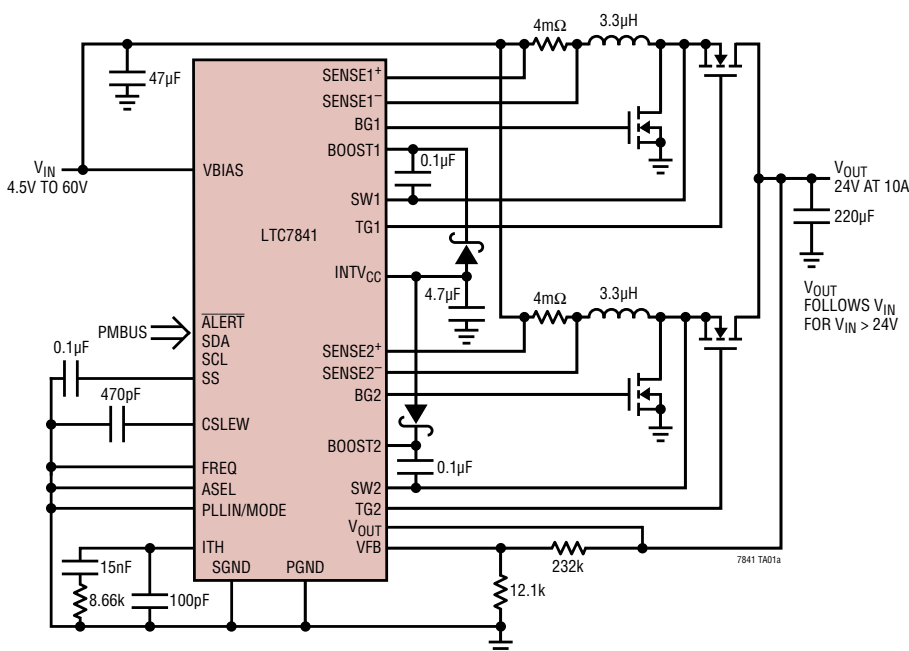 4mΩ
3.3µH
47µF
SENSE1+
SENSE1–
BG1
BOOST1
0.1µF
VIN
4.5V TO 60V
VBIAS
VOUT
24V AT 10A
SW1
220µF
TG1
LTC7841
INTVCC
4.7µF
4mΩ
3.3µH
VOUT
FOLLOWS VIN
FOR VIN > 24V
PMBUS
ALERT
SDA
SCL
0.1µF
SS
SENSE2+
SENSE2–
BG2
470pF
CSLEW
BOOST2
0.1µF
FREQ
ASEL
PLLIN/MODE
SW2
TG2
VOUT
VFB
ITH
232k
7841 TA01a
15nF
SGND
PGND
8.66k
100pF
12.1k